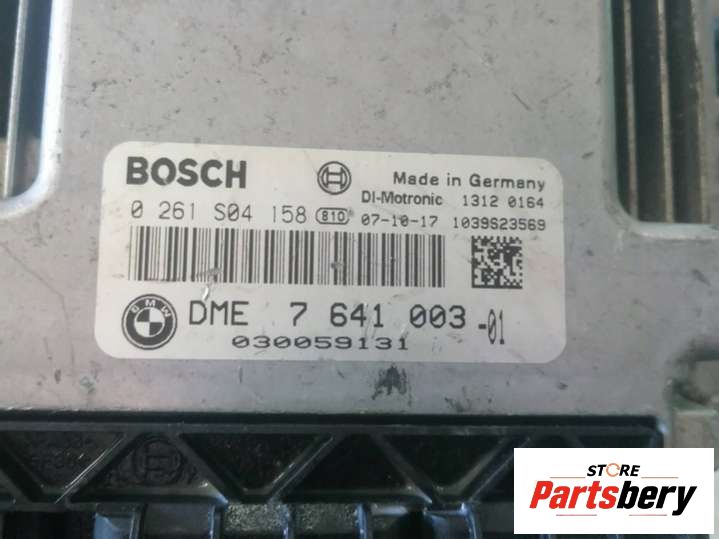 BOSCH
Made in Germany
DI-Motronic 1312 0164
0 261 S04 158 810 07-10-17 1039S23569
BMW
DME 7 641 003 -01
030059131
STORE
Partsbery